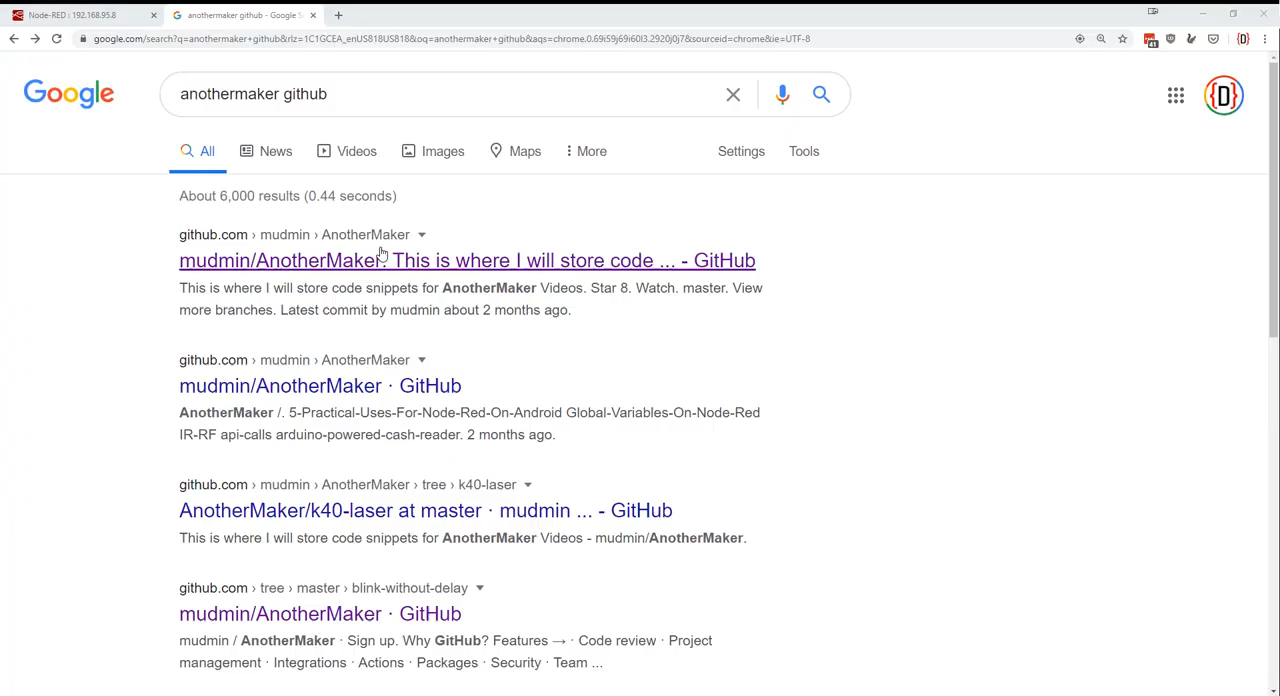 Node-RED : 192.168.95.8
anothermaker github - Google S
google.com/search?q=anothermaker+github&rlz=1C1GCEA_enUS818US818&oq=anothermaker+github&aqs=chrome.0.69i59j69i60l3.2920j0j7&sourceid=chrome&ie=UTF-8
41
{D}
Google
anothermaker github
{D}
All
News
Videos
Images
Maps
More
Settings
Tools
About 6,000 results (0.44 seconds)
github.com › mudmin › AnotherMaker
mudmin/AnotherMaker: This is where I will store code ... - GitHub
This is where I will store code snippets for AnotherMaker Videos. Star 8. Watch. master. View
more branches. Latest commit by mudmin about 2 months ago.
github.com › mudmin › AnotherMaker
mudmin/AnotherMaker · GitHub
AnotherMaker /. 5-Practical-Uses-For-Node-Red-On-Android Global-Variables-On-Node-Red
IR-RF api-calls arduino-powered-cash-reader. 2 months ago.
github.com › mudmin › AnotherMaker › tree › k40-laser
AnotherMaker/k40-laser at master · mudmin ... - GitHub
This is where I will store code snippets for AnotherMaker Videos - mudmin/AnotherMaker.
github.com › tree › master › blink-without-delay
mudmin/AnotherMaker · GitHub
mudmin / AnotherMaker · Sign up. Why GitHub? Features → · Code review · Project
management · Integrations · Actions · Packages · Security · Team ...